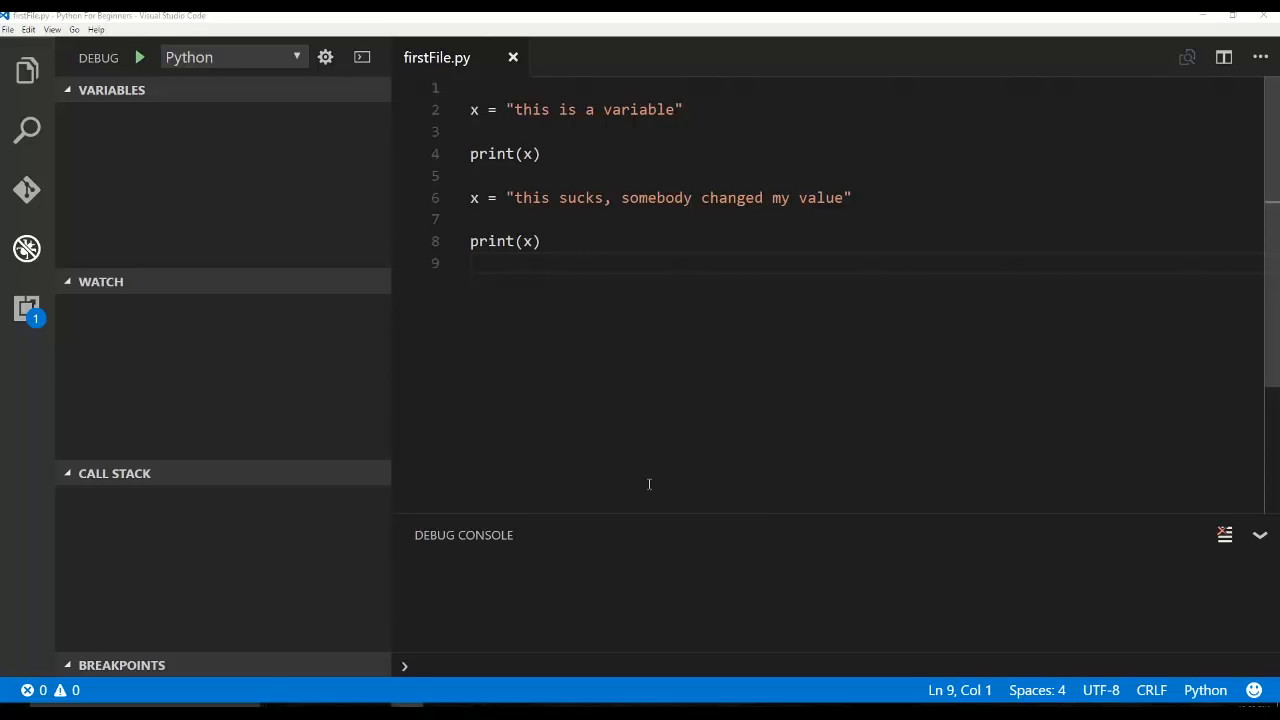 firstFile.py - Python For Beginners - Visual Studio Code
File Edit View Go Help
DEBUG Python
firstFile.py
VARIABLES
WATCH
CALL STACK
BREAKPOINTS
1
2 x = "this is a variable"
3
4 print(x)
5
6 x = "this sucks, somebody changed my value"
7
8 print(x)
9
DEBUG CONSOLE
1
0 0 Ln 9, Col 1 Spaces: 4 UTF-8 CRLF Python